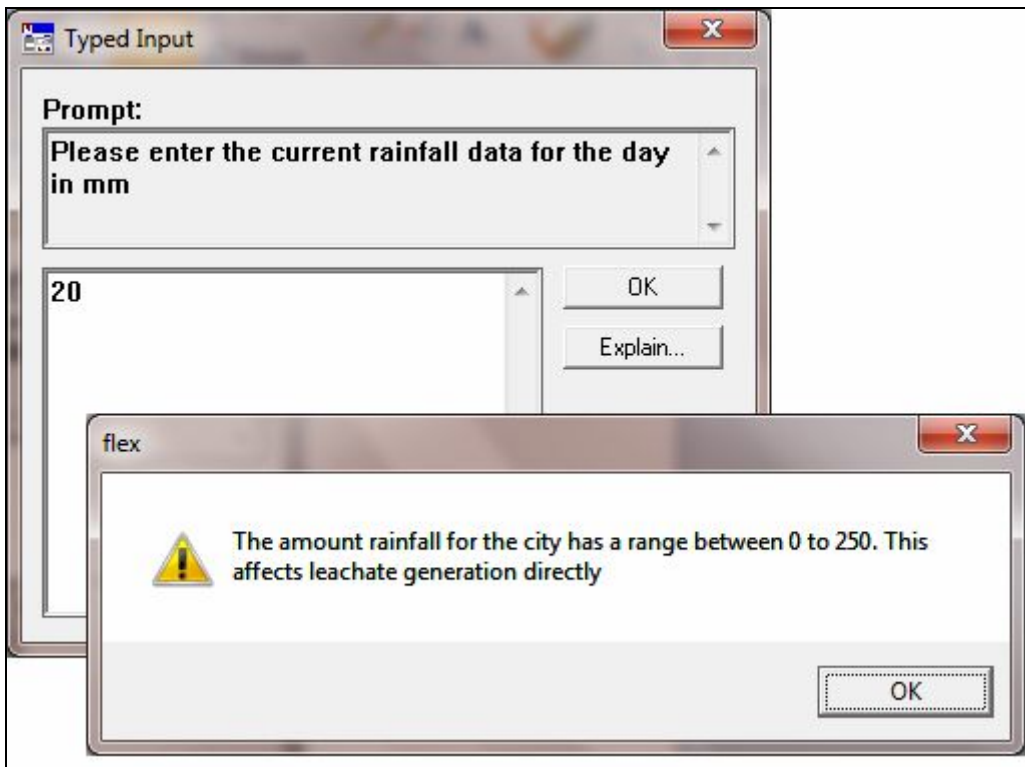 Typed Input
Prompt:
Please enter the current rainfall data for the day
in mm
20
OK
Explain...
flex
The amount rainfall for the city has a range between 0 to 250. This
affects leachate generation directly
OK